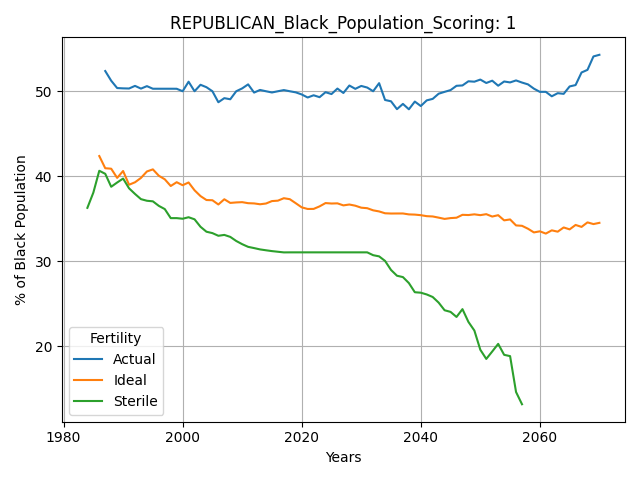 REPUBLICAN_Black_Population_Scoring: 1
% of Black Population
50
40
30
20
Fertility
Actual
Ideal
Sterile
1980 2000 2020 2040 2060
Years